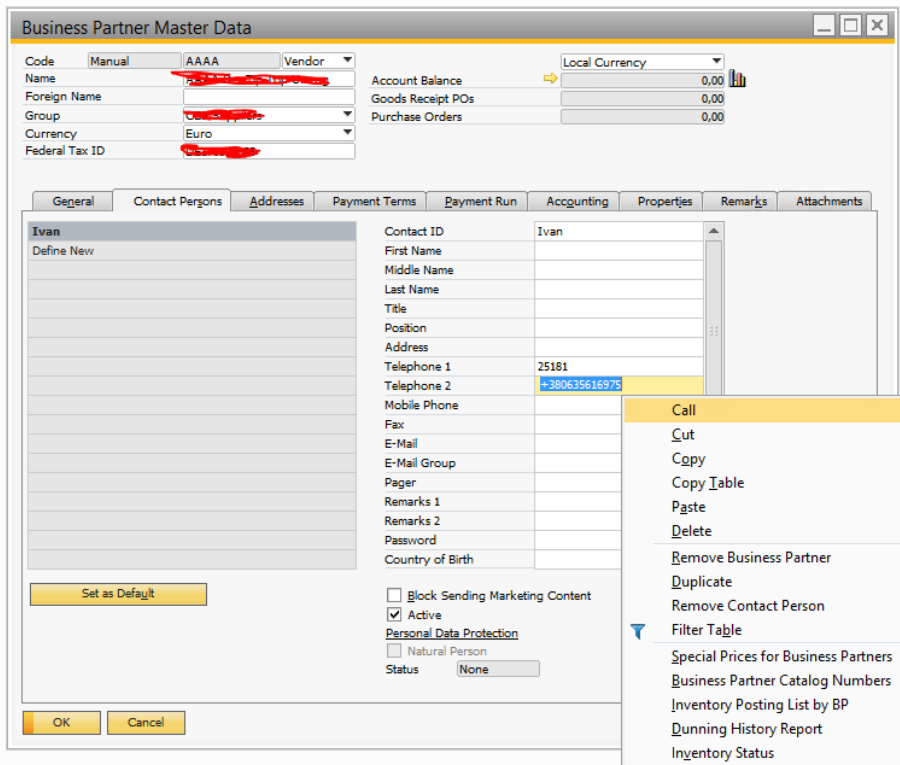 Business Partner Master Data
Code Manual AAAA Vendor
Local Currency
Name
Account Balance 0,00
Foreign Name
Goods Receipt POs 0,00
Group
Purchase Orders 0,00
Currency Euro
Federal Tax ID
General Contact Persons Addresses Payment Terms Payment Run Accounting Properties Remarks Attachments
Ivan
Define New
Contact ID Ivan
First Name
Middle Name
Last Name
Title
Position
Address
Telephone 1 25181
Telephone 2 +380635616975
Mobile Phone
Fax
E-Mail
E-Mail Group
Pager
Remarks 1
Remarks 2
Password
Country of Birth
Set as Default
Block Sending Marketing Content
Active
Personal Data Protection
Natural Person
Status None
OK Cancel
Call
Cut
Copy
Copy Table
Paste
Delete
Remove Business Partner
Duplicate
Remove Contact Person
Filter Table
Special Prices for Business Partners
Business Partner Catalog Numbers
Inventory Posting List by BP
Dunning History Report
Inventory Status